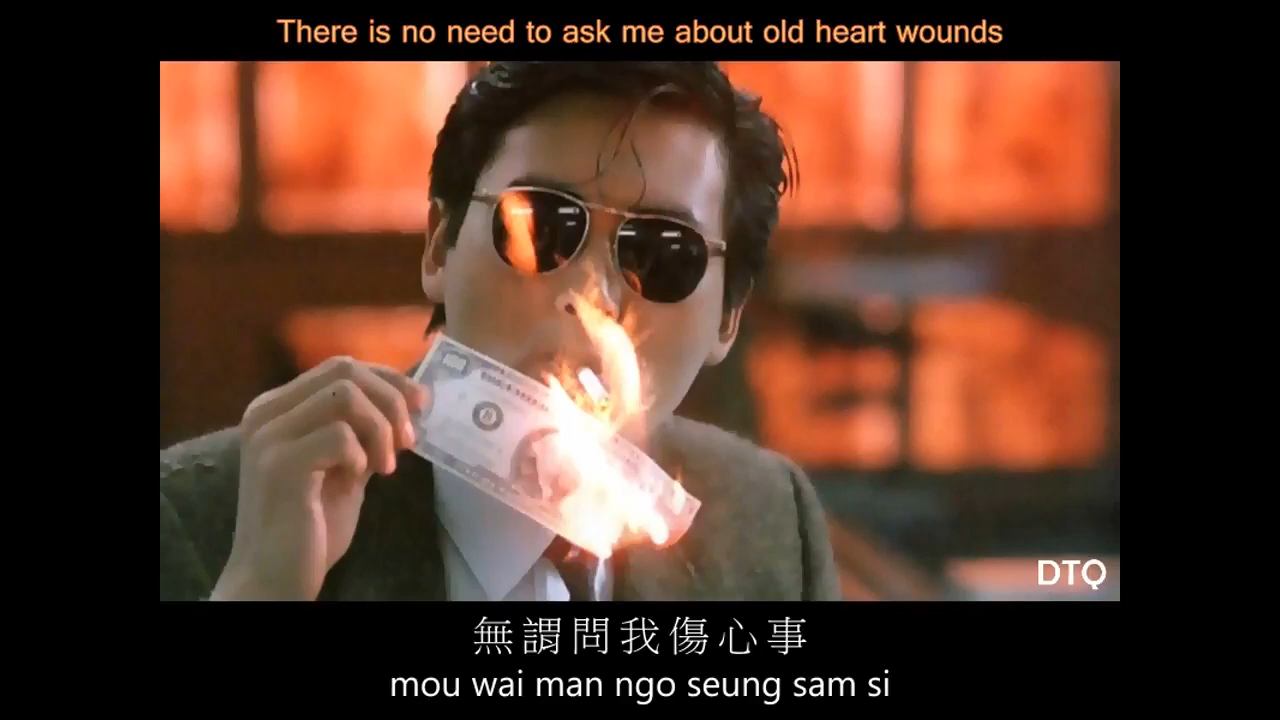 There is no need to ask me about old heart wounds
DTQ
無謂問我傷心事
mou wai man ngo seung sam si